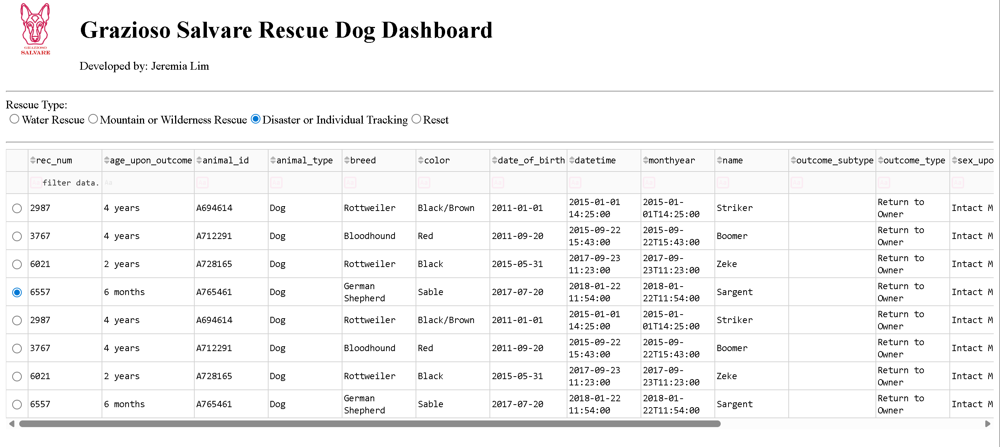 GRAZIOSO
SALVARE
Grazioso Salvare Rescue Dog Dashboard
Developed by: Jeremia Lim
Rescue Type:
Water Rescue Mountain or Wilderness Rescue Disaster or Individual Tracking Reset
rec_num age_upon_outcome animal_id animal_type breed color date_of_birth datetime monthyear name outcome_subtype outcome_type sex_upo
Aa filter data. Aa Aa Aa Aa Aa Aa Aa Aa Aa Aa Aa Aa
2987 4 years A694614 Dog Rottweiler Black/Brown 2011-01-01 2015-01-01 14:25:00 2015-01-01T14:25:00 Striker Return to Owner Intact M
3767 4 years A712291 Dog Bloodhound Red 2011-09-20 2015-09-22 15:43:00 2015-09-22T15:43:00 Boomer Return to Owner Intact M
6021 2 years A728165 Dog Rottweiler Black 2015-05-31 2017-09-23 11:23:00 2017-09-23T11:23:00 Zeke Return to Owner Intact M
6557 6 months A765461 Dog German Shepherd Sable 2017-07-20 2018-01-22 11:54:00 2018-01-22T11:54:00 Sargent Return to Owner Intact M
2987 4 years A694614 Dog Rottweiler Black/Brown 2011-01-01 2015-01-01 14:25:00 2015-01-01T14:25:00 Striker Return to Owner Intact M
3767 4 years A712291 Dog Bloodhound Red 2011-09-20 2015-09-22 15:43:00 2015-09-22T15:43:00 Boomer Return to Owner Intact M
6021 2 years A728165 Dog Rottweiler Black 2015-05-31 2017-09-23 11:23:00 2017-09-23T11:23:00 Zeke Return to Owner Intact M
6557 6 months A765461 Dog German Shepherd Sable 2017-07-20 2018-01-22 11:54:00 2018-01-22T11:54:00 Sargent Return to Owner Intact M